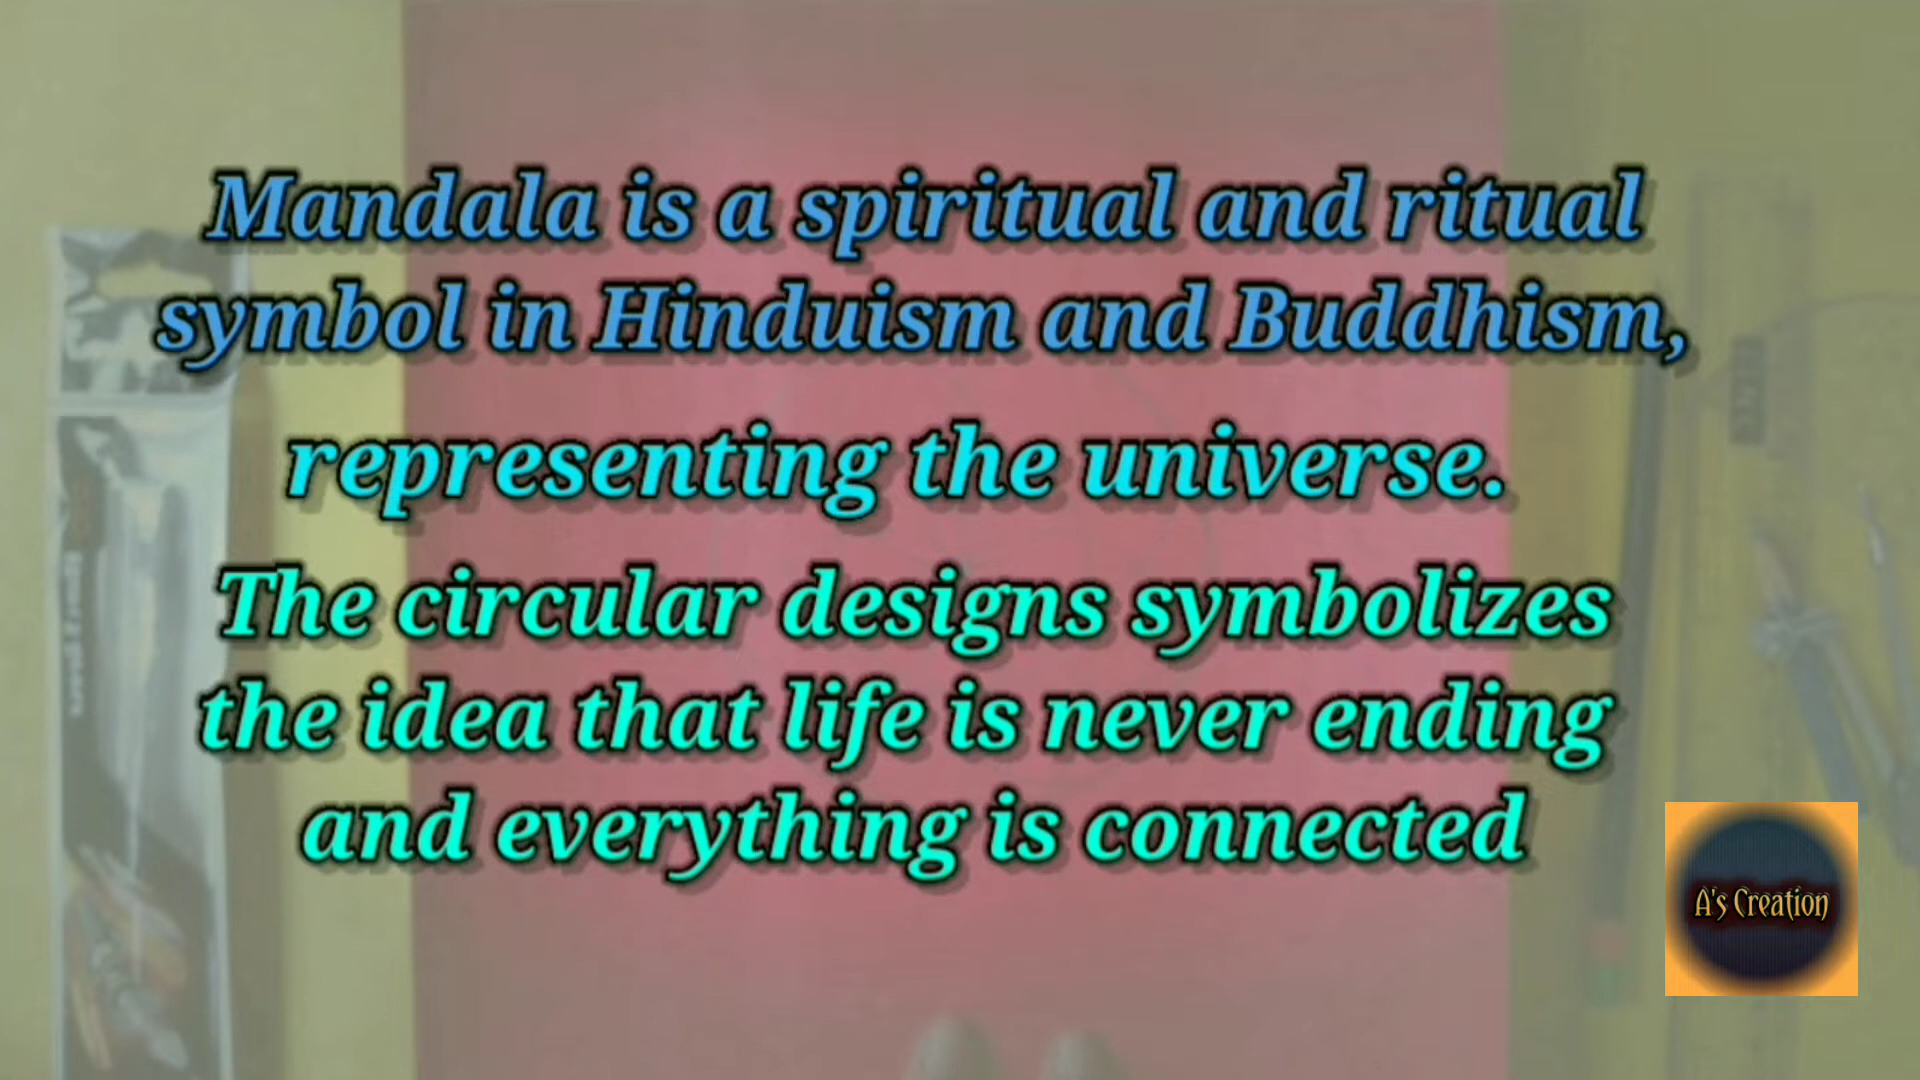 Mandala is a spiritual and ritual
symbol in Hinduism and Buddhism,
representing the universe.
The circular designs symbolizes
the idea that life is never ending
and everything is connected
A's Creation